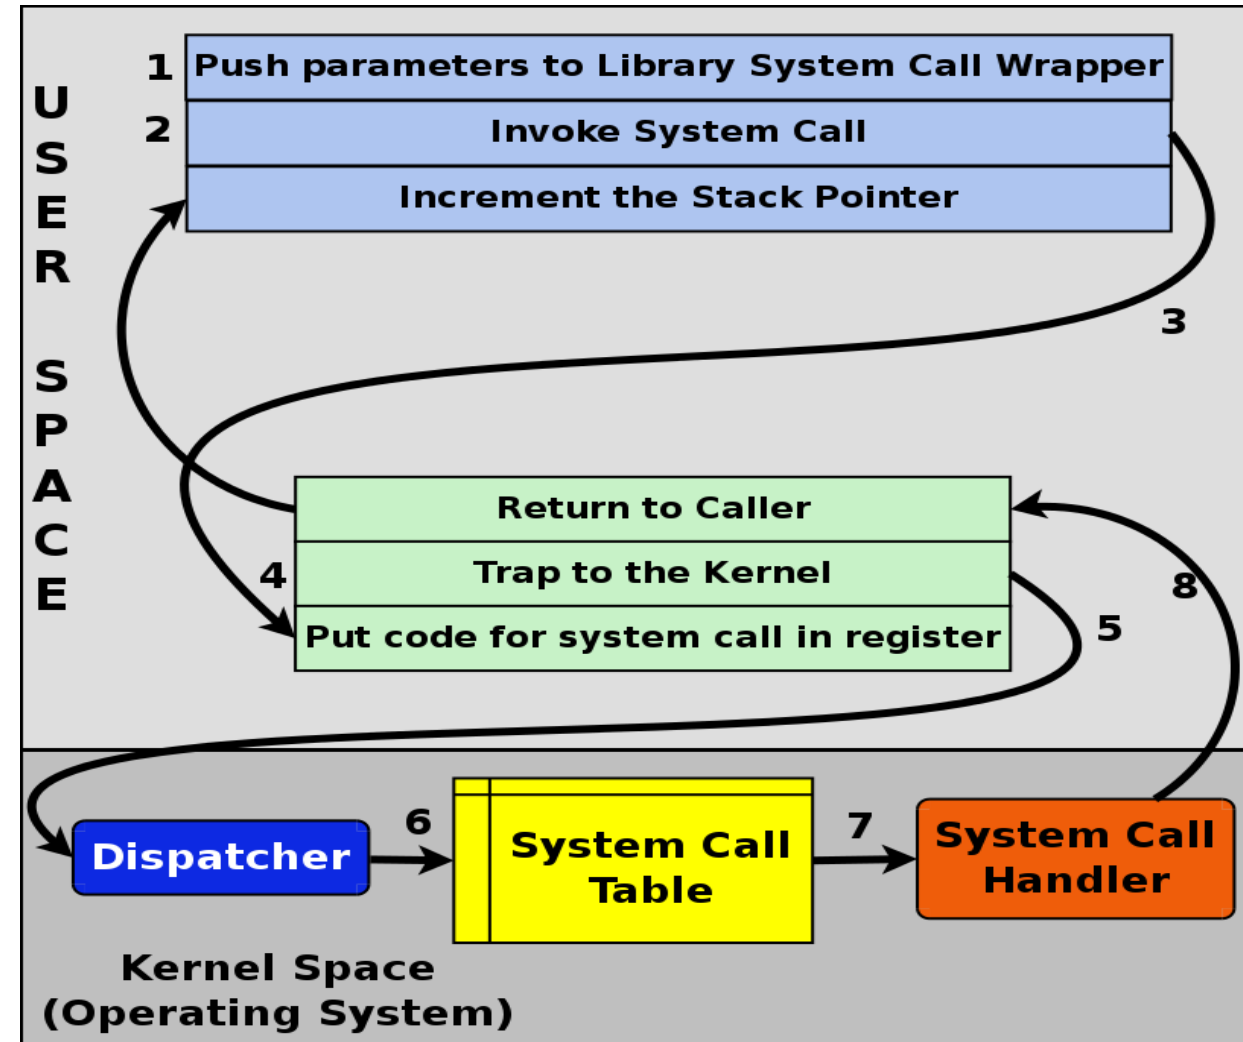 USER SPACE
1 Push parameters to Library System Call Wrapper
2 Invoke System Call
Increment the Stack Pointer
3
Return to Caller
4 Trap to the Kernel
8
5
Put code for system call in register
6
7
Dispatcher
System Call
Table
System Call
Handler
Kernel Space
(Operating System)